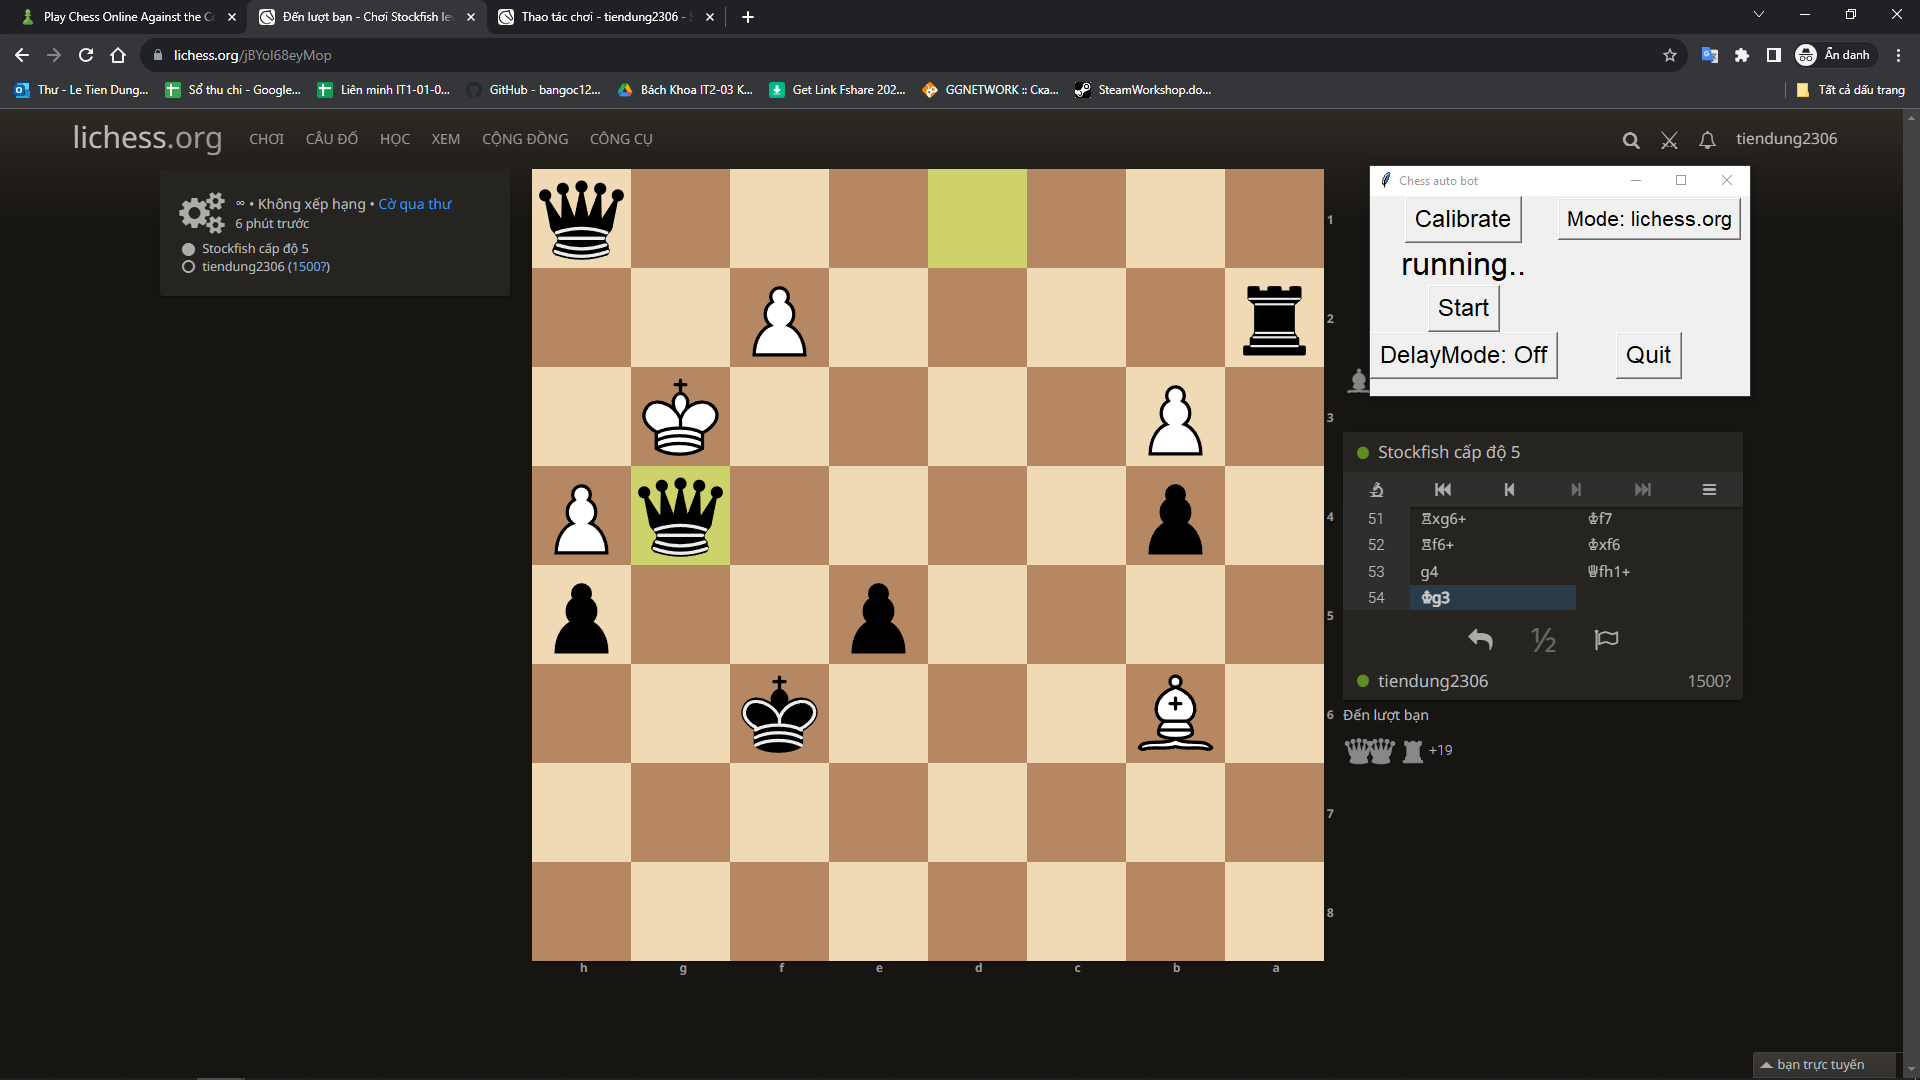 Play Chess Online Against the Co
Đến lượt bạn - Chơi Stockfish lev
Thao tác chơi - tiendung2306 - S
lichess.org/jBYol68eyMop
Ẩn danh
Thư - Le Tien Dung...
Sổ thu chi - Google...
Liên minh IT1-01-0...
GitHub - bangoc12...
Bách Khoa IT2-03 K...
Get Link Fshare 202...
GGNETWORK :: Ска...
SteamWorkshop.do...
Tất cả dấu trang
lichess.org
CHƠI
CÂU ĐỐ
HỌC
XEM
CỘNG ĐỒNG
CÔNG CỤ
tiendung2306
∞ • Không xếp hạng • Cờ qua thư
6 phút trước
Stockfish cấp độ 5
tiendung2306 (1500?)
Chess auto bot
Calibrate
Mode: lichess.org
running..
Start
DelayMode: Off
Quit
1
2
3
4
5
6
7
8
h g f e d c b a
Stockfish cấp độ 5
51 ♖xg6+ ♔f7
52 ♖f6+ ♔xf6
53 g4 ♕fh1+
54 ♔g3
½
tiendung2306 1500?
Đến lượt bạn
+19
bạn trực tuyến